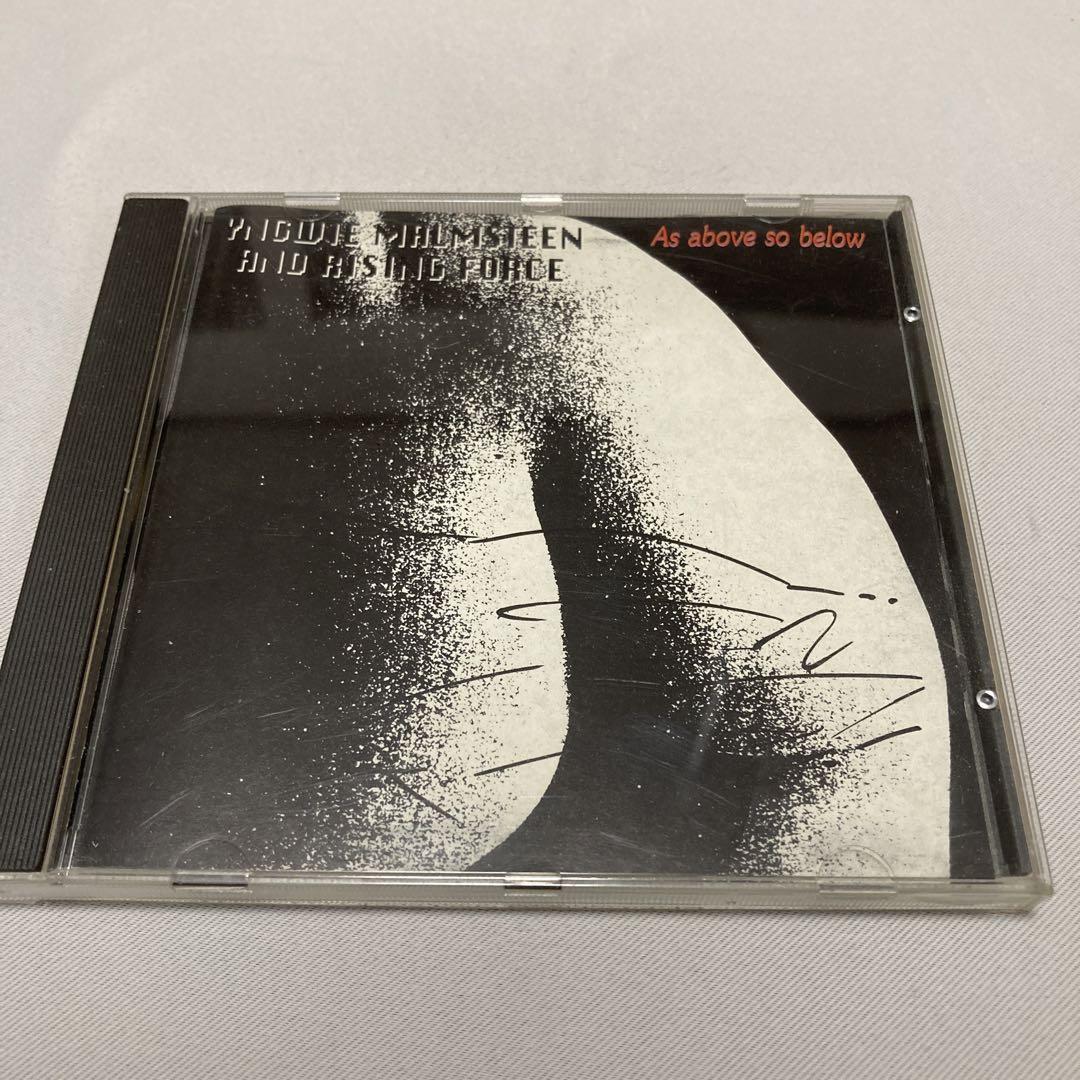 YNGWIE MALMSTEEN
AND RISING FORCE
As above so below